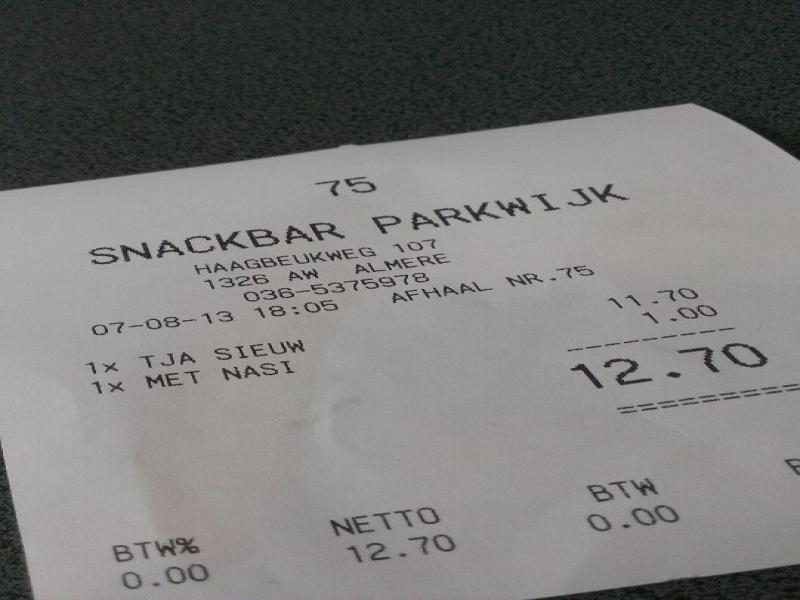 75
SNACKBAR PARKWIJK
HAAGBEUKWEG 107
1326 AW ALMERE
036-5375978
07-08-13 18:05 AFHAAL NR.75
1x TJA SIEUW 11.70
1x MET NASI 1.00
12.70
BTW% NETTO BTW
0.00 12.70 0.00